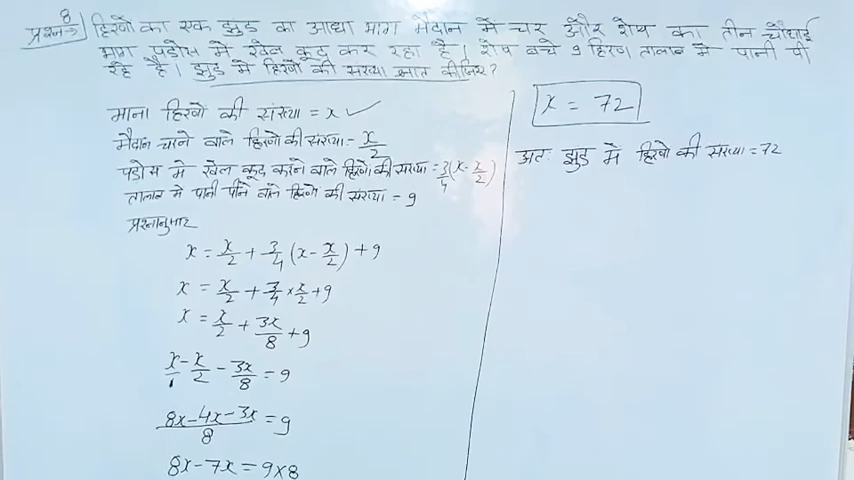 8
प्रश्न→ हिरणों का एक झुंड का आधा भाग मैदान में चर और शेष का तीन चौथाई
भाग पडोस मे खेल कूद कर रहा है। शेष बचे 9 हिरण तालाब मे पानी पी
रहे है। झुंड मे हिरणों की संख्या ज्ञात कीजिए?
माना हिरणों की संख्या = x ✓
मैदान चरने वाले हिरणों की संख्या = x/2
पडोस मे खेल कूद करने वाले हिरणों की संख्या = 3/4 (x - x/2)
तालाब मे पानी पीने वाले हिरणों की संख्या = 9
प्रश्नानुसार
x = x/2 + 3/4 (x - x/2) + 9
x = x/2 + 3/4 × x/2 + 9
x = x/2 + 3x/8 + 9
x/1 - x/2 - 3x/8 = 9
8x-4x-3x/8 = 9
8x-7x = 9×8
x = 72
अतः झुंड में हिरणों की संख्या = 72